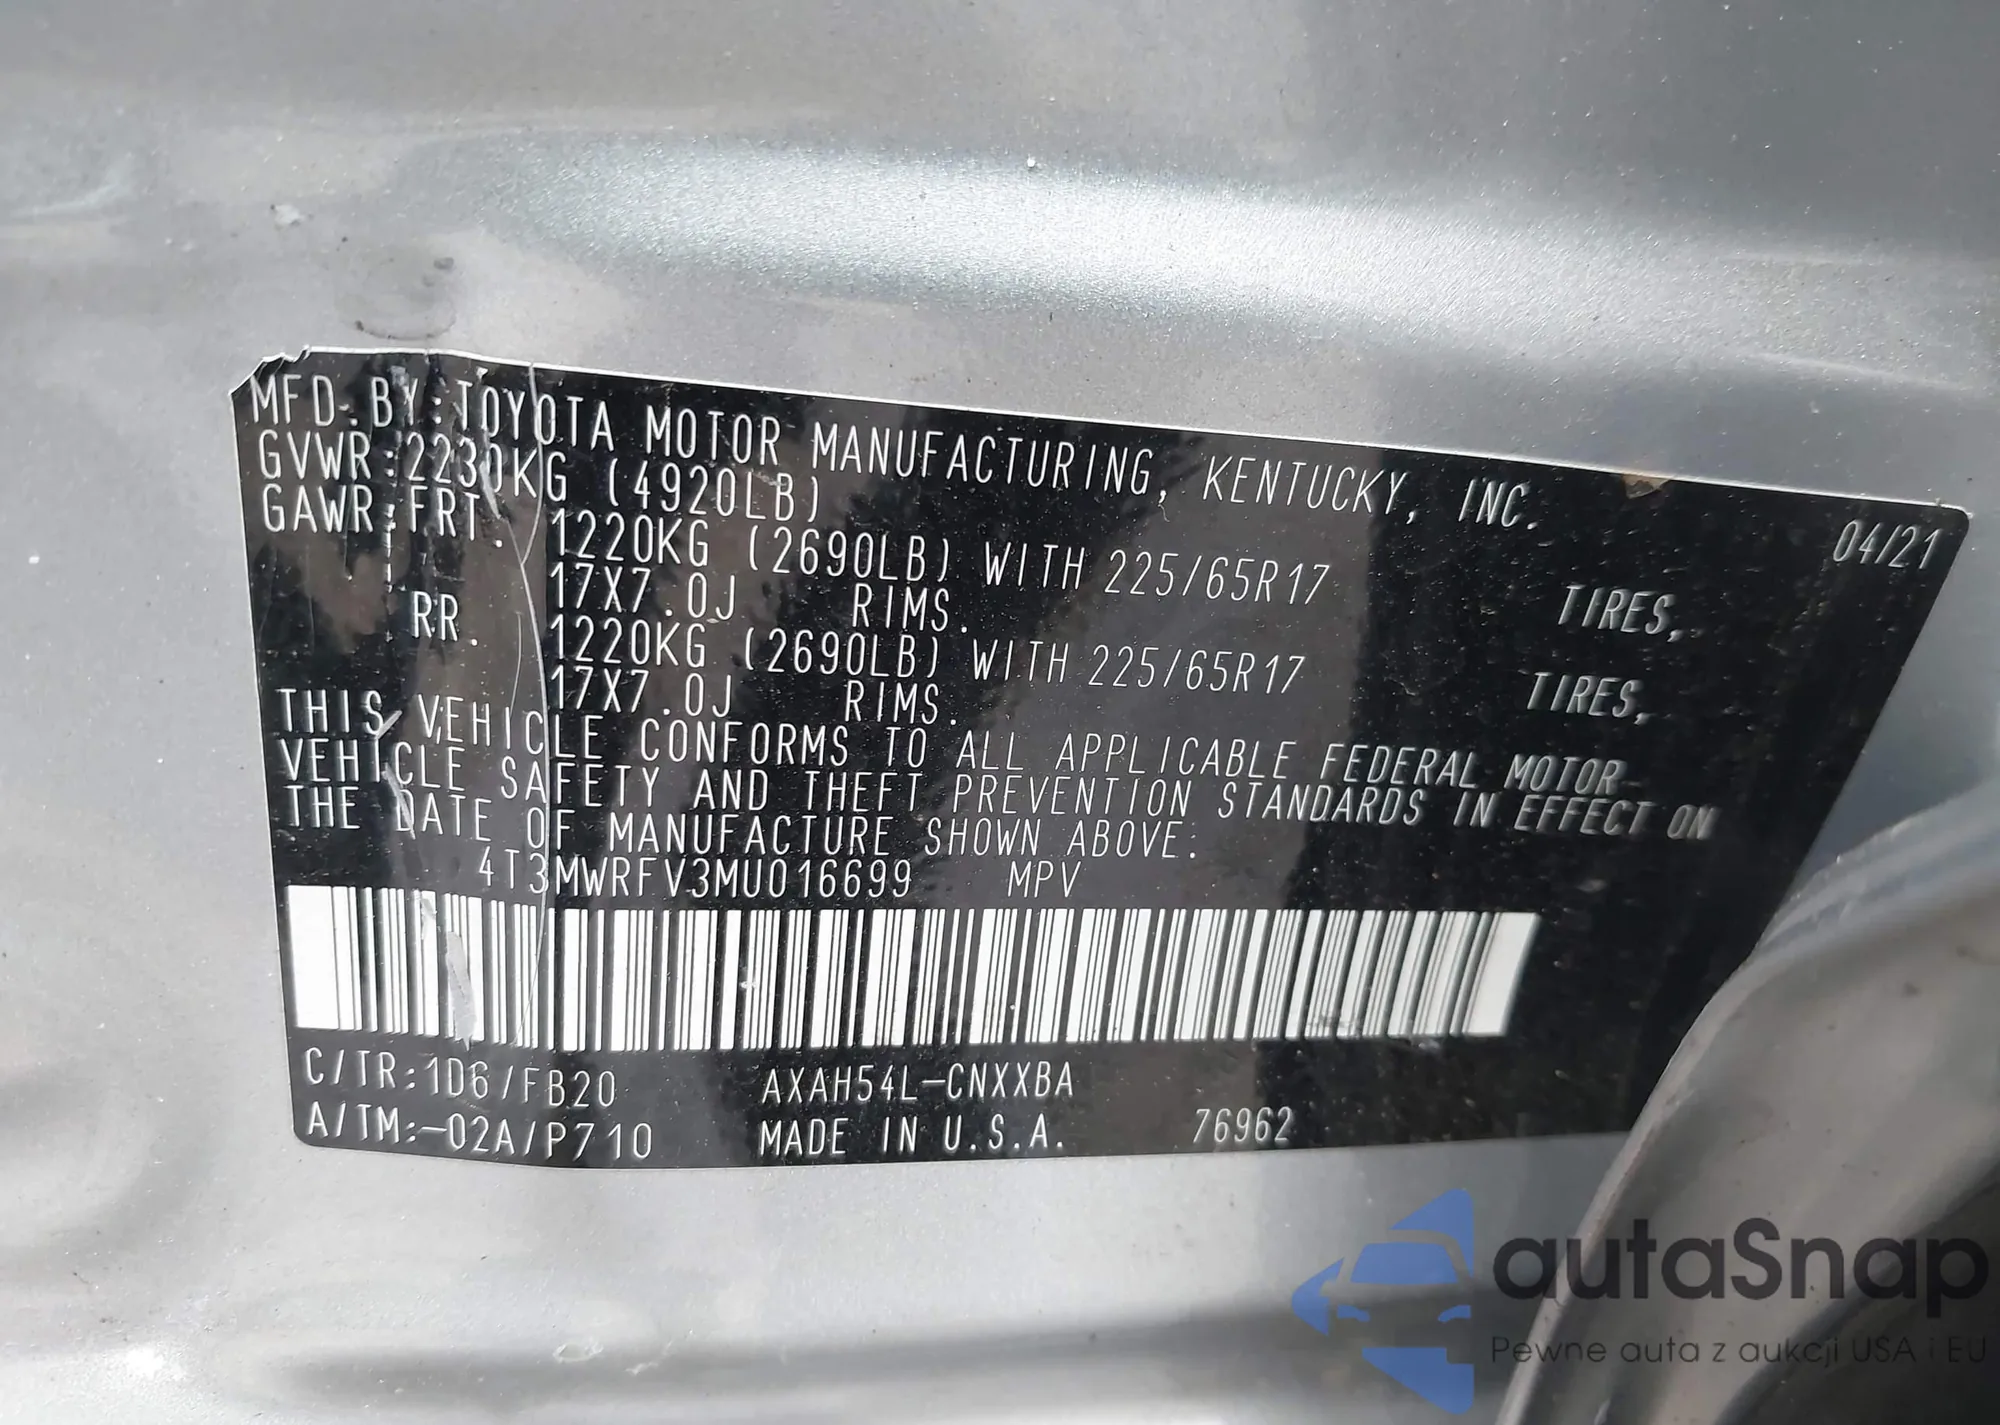 MFD. BY: TOYOTA MOTOR MANUFACTURING, KENTUCKY, INC. 04/21
GVWR: 2230KG (4920LB)
GAWR: FRT. 1220KG (2690LB) WITH 225/65R17 TIRES,
17X7.0J RIMS.
RR. 1220KG (2690LB) WITH 225/65R17 TIRES,
17X7.0J RIMS.
THIS VEHICLE CONFORMS TO ALL APPLICABLE FEDERAL MOTOR
VEHICLE SAFETY AND THEFT PREVENTION STANDARDS IN EFFECT ON
THE DATE OF MANUFACTURE SHOWN ABOVE:
4T3MWRFV3MU016699 MPV
C/TR: 1D6/FB20 AXAH54L-CNXXBA
A/TM:-02A/P710 MADE IN U.S.A. 76962
autaSnap
Pewne auta z aukcji USA i EU